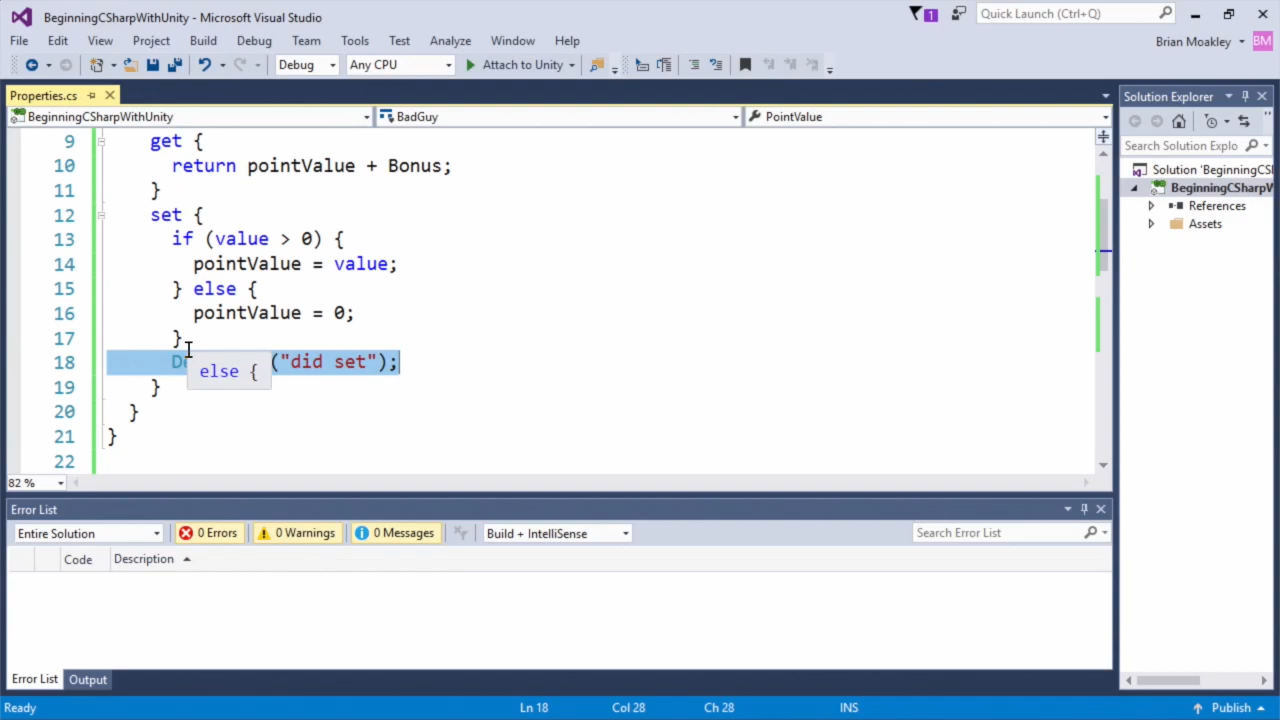 BeginningCSharpWithUnity - Microsoft Visual Studio
1
Quick Launch (Ctrl+Q)
File Edit View Project Build Debug Team Tools Test Analyze Window Help
Brian Moakley BM
Debug Any CPU Attach to Unity
Properties.cs
BeginningCSharpWithUnity BadGuy PointValue
9 get {
10 return pointValue + Bonus;
11 }
12 set {
13 if (value > 0) {
14 pointValue = value;
15 } else {
16 pointValue = 0;
17 }
18 ("did set");
else {
19 }
20 }
21 }
22
82 %
Solution Explorer
Search Solution Explo
Solution 'BeginningCS
BeginningCSharpW
References
Assets
Error List
Entire Solution 0 Errors 0 Warnings 0 Messages Build + IntelliSense Search Error List
Code Description
Error List Output
Ready Ln 18 Col 28 Ch 28 INS Publish